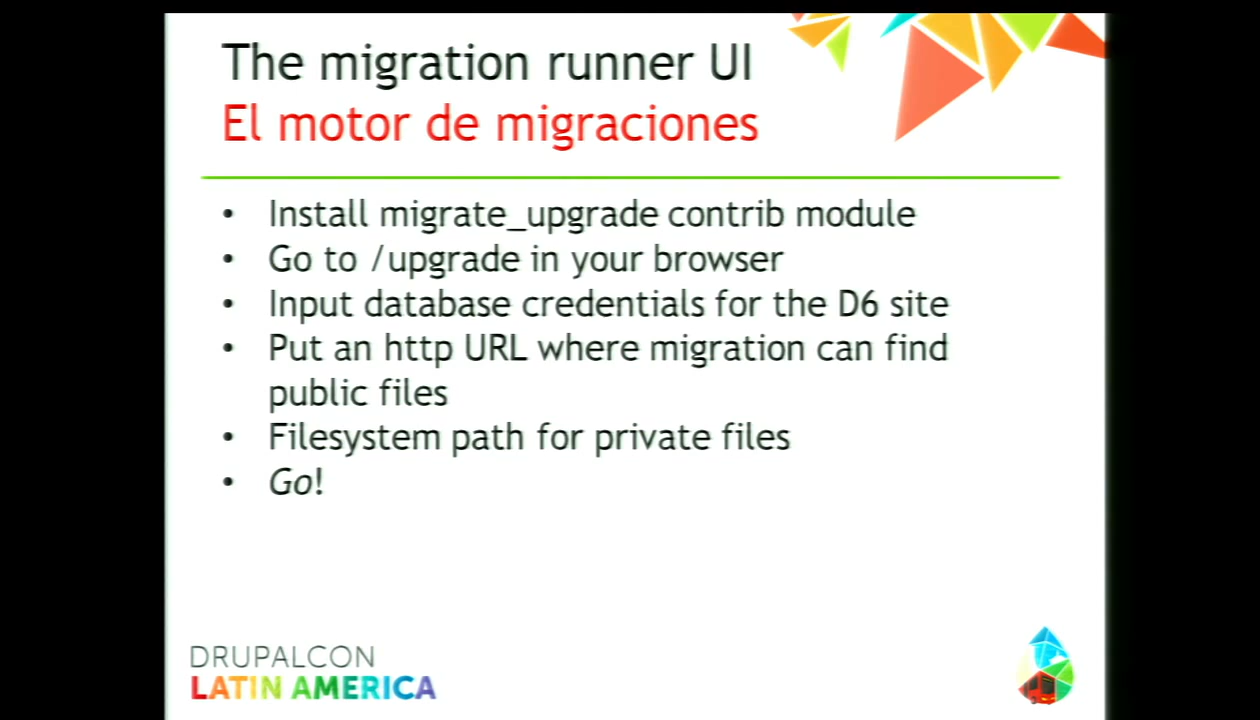 The migration runner UI
El motor de migraciones
• Install migrate_upgrade contrib module
• Go to /upgrade in your browser
• Input database credentials for the D6 site
• Put an http URL where migration can find
public files
• Filesystem path for private files
• Go!
DRUPALCON
LATIN AMERICA